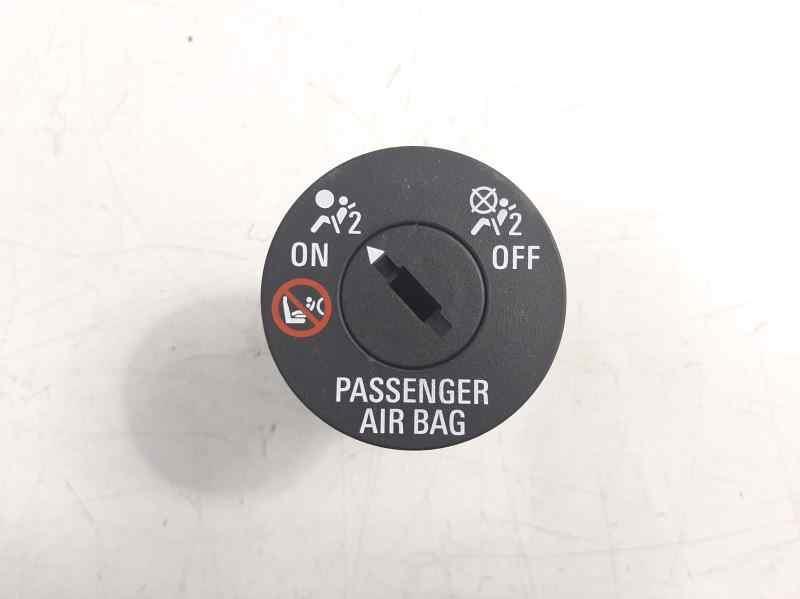 2 2
ON OFF
PASSENGER
AIR BAG